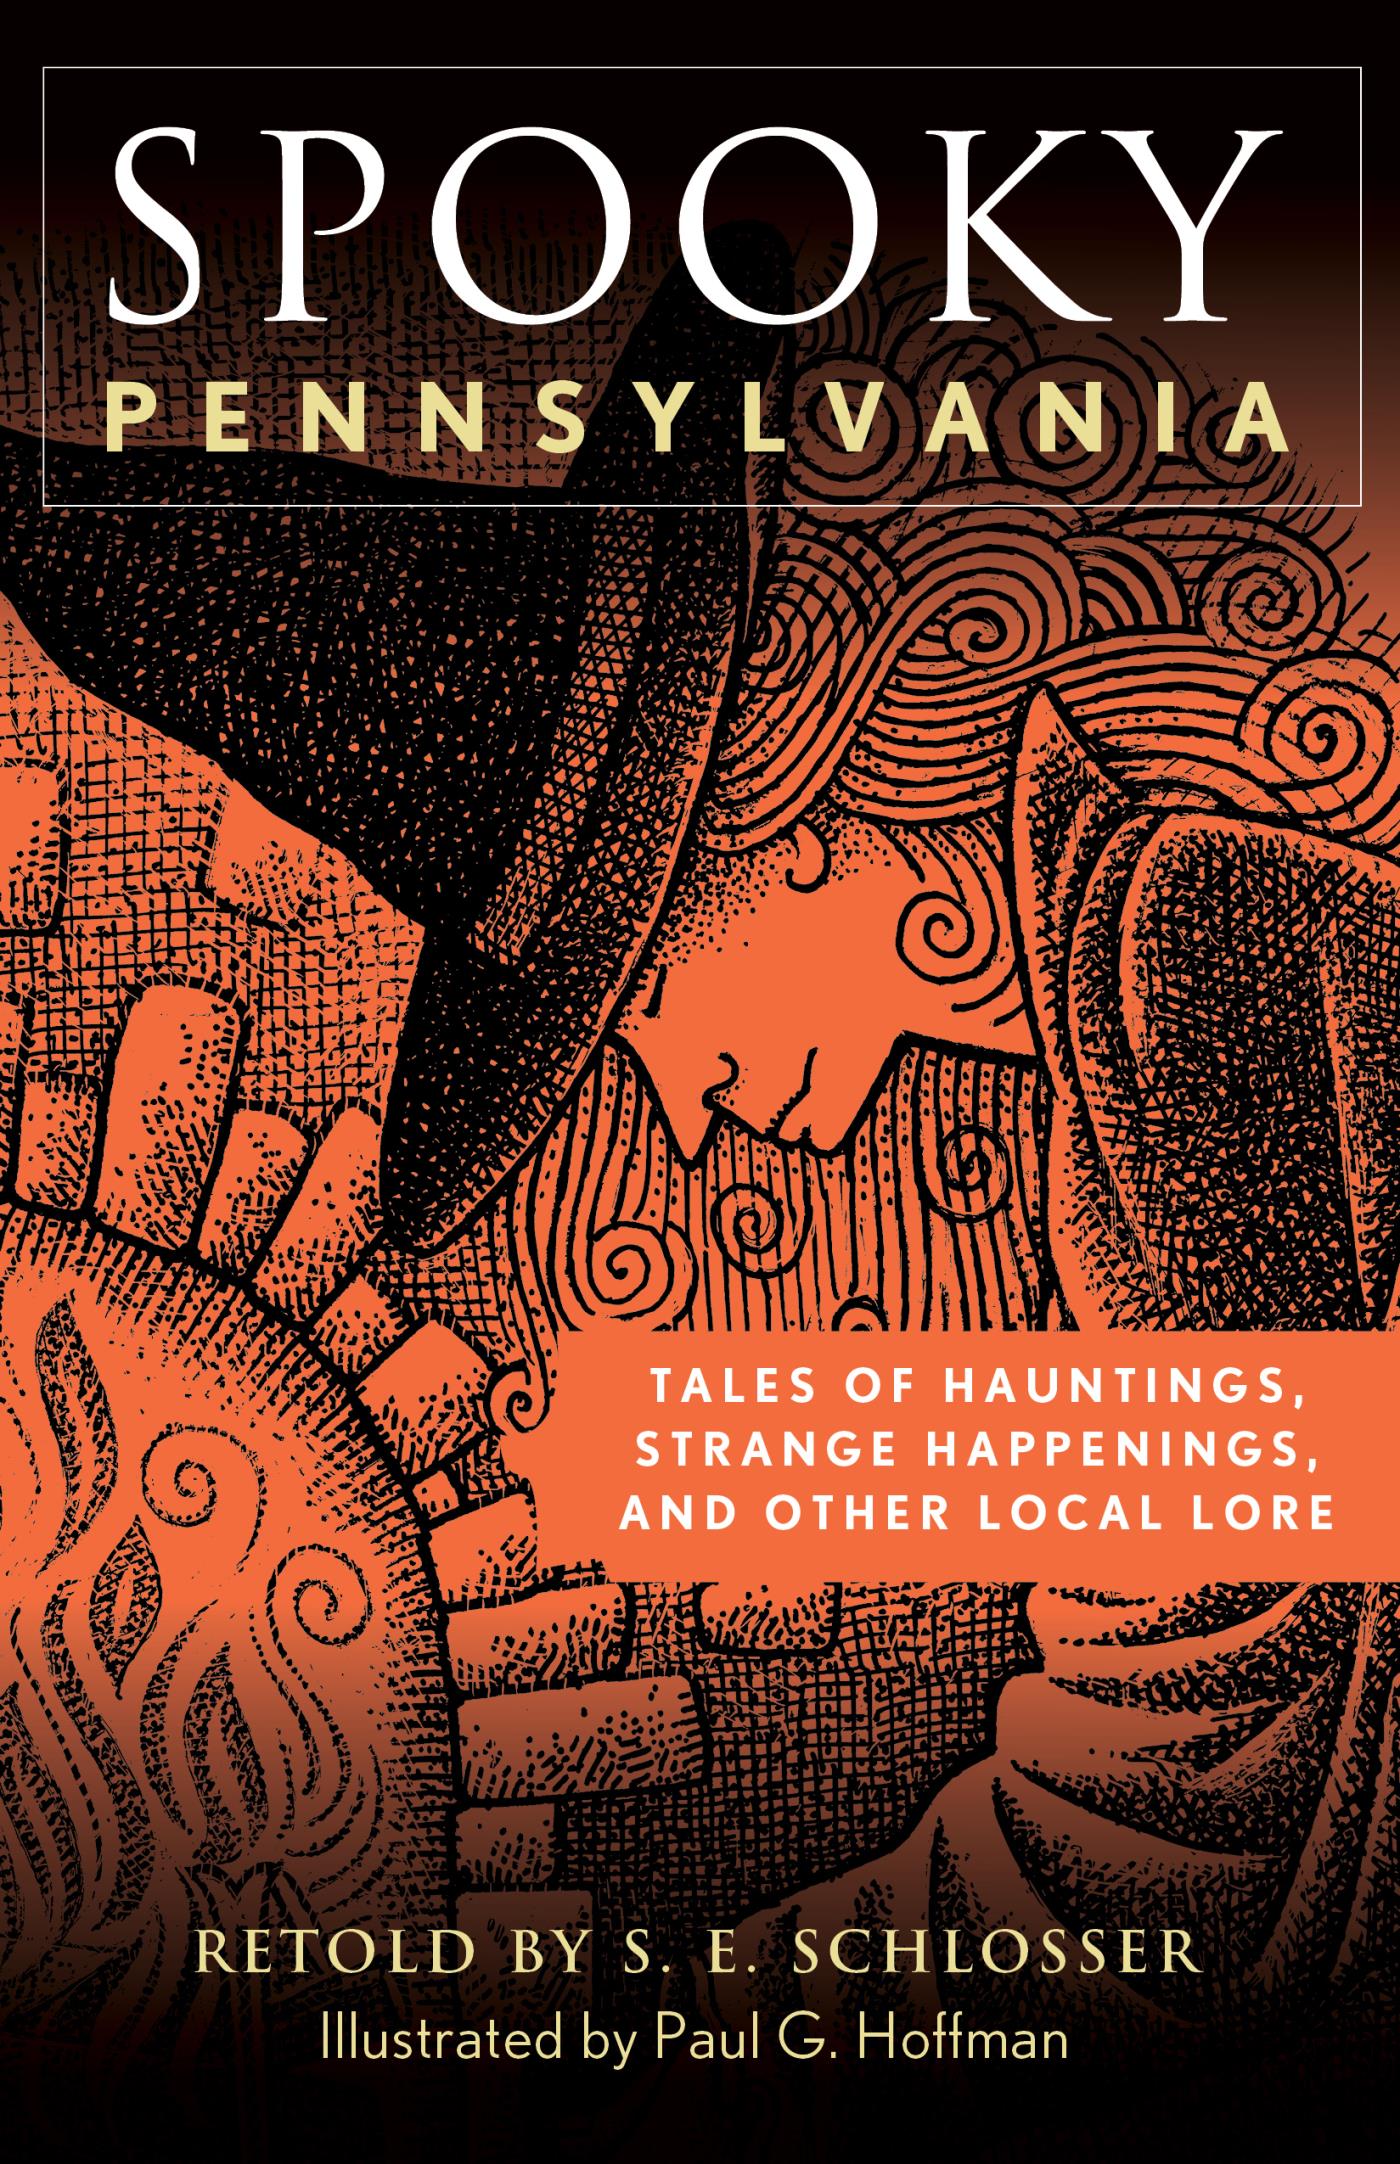 SPOOKY
PENNSYLVANIA
TALES OF HAUNTINGS,
STRANGE HAPPENINGS,
AND OTHER LOCAL LORE
RETOLD BY S. E. SCHLOSSER
Illustrated by Paul G. Hoffman